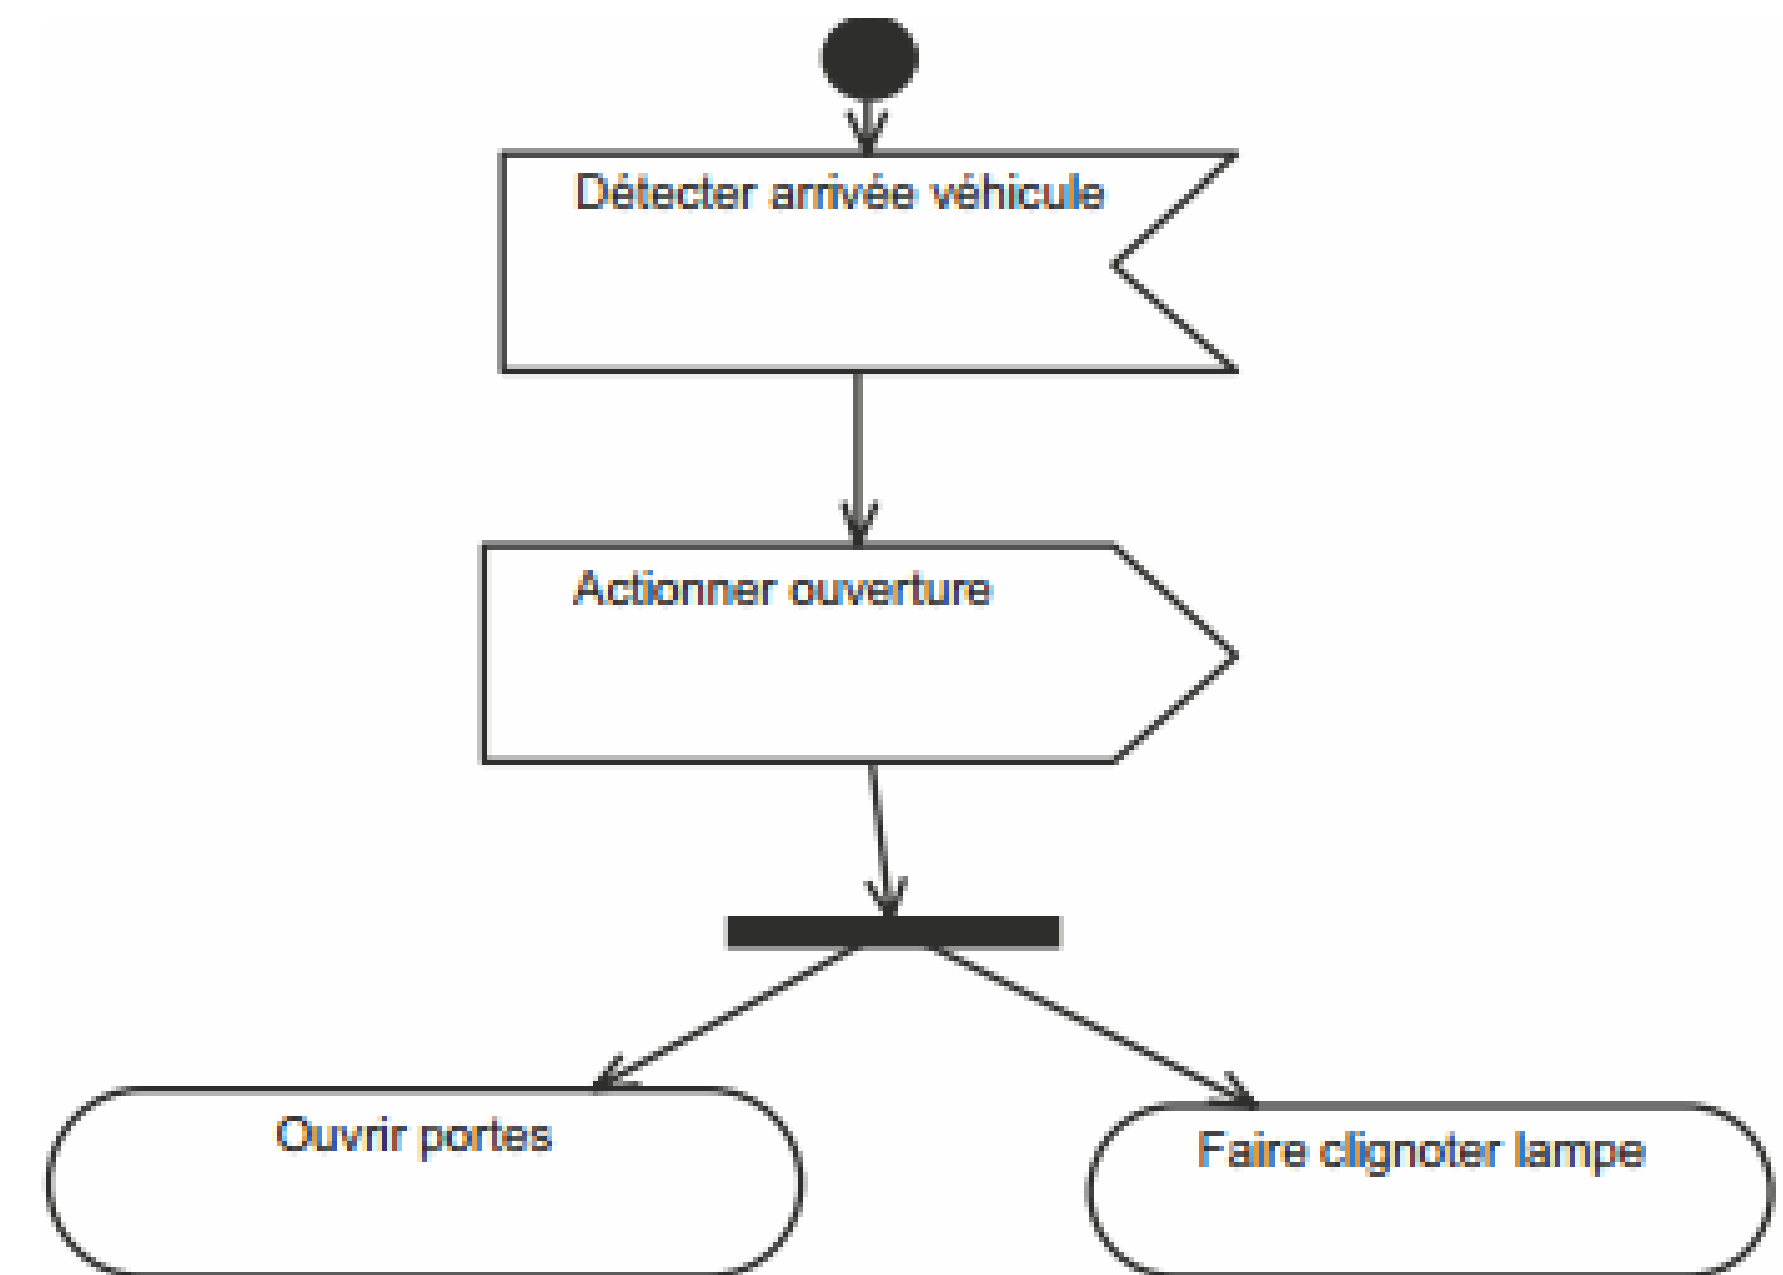 Détecter arrivée véhicule
Actionner ouverture
Ouvrir portes
Faire clignoter lampe